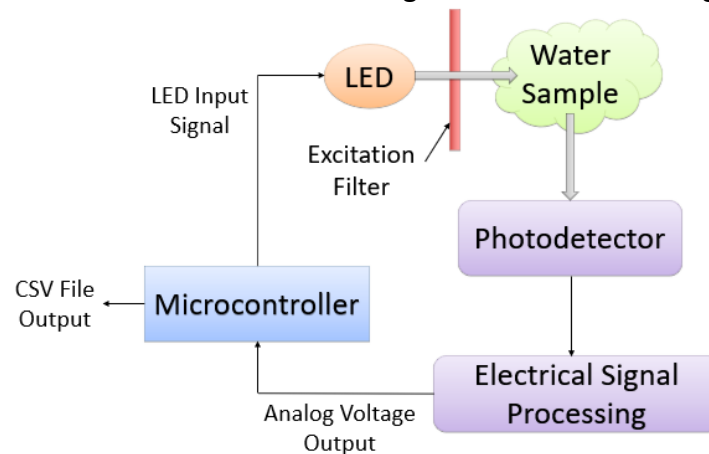 LED
Water
Sample
LED Input
Signal
Excitation
Filter
Photodetector
CSV File
Output
Microcontroller
Electrical Signal
Processing
Analog Voltage
Output